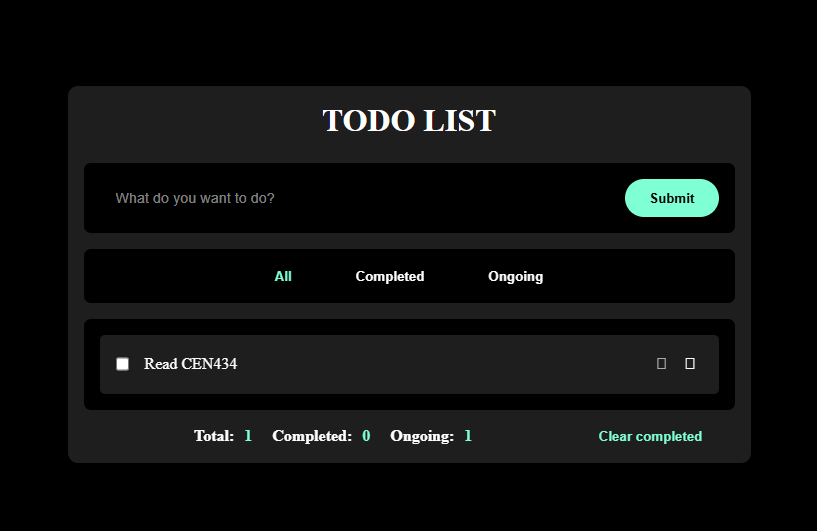 TODO LIST
What do you want to do? Submit
All Completed Ongoing
Read CEN434
Total: 1 Completed: 0 Ongoing: 1 Clear completed